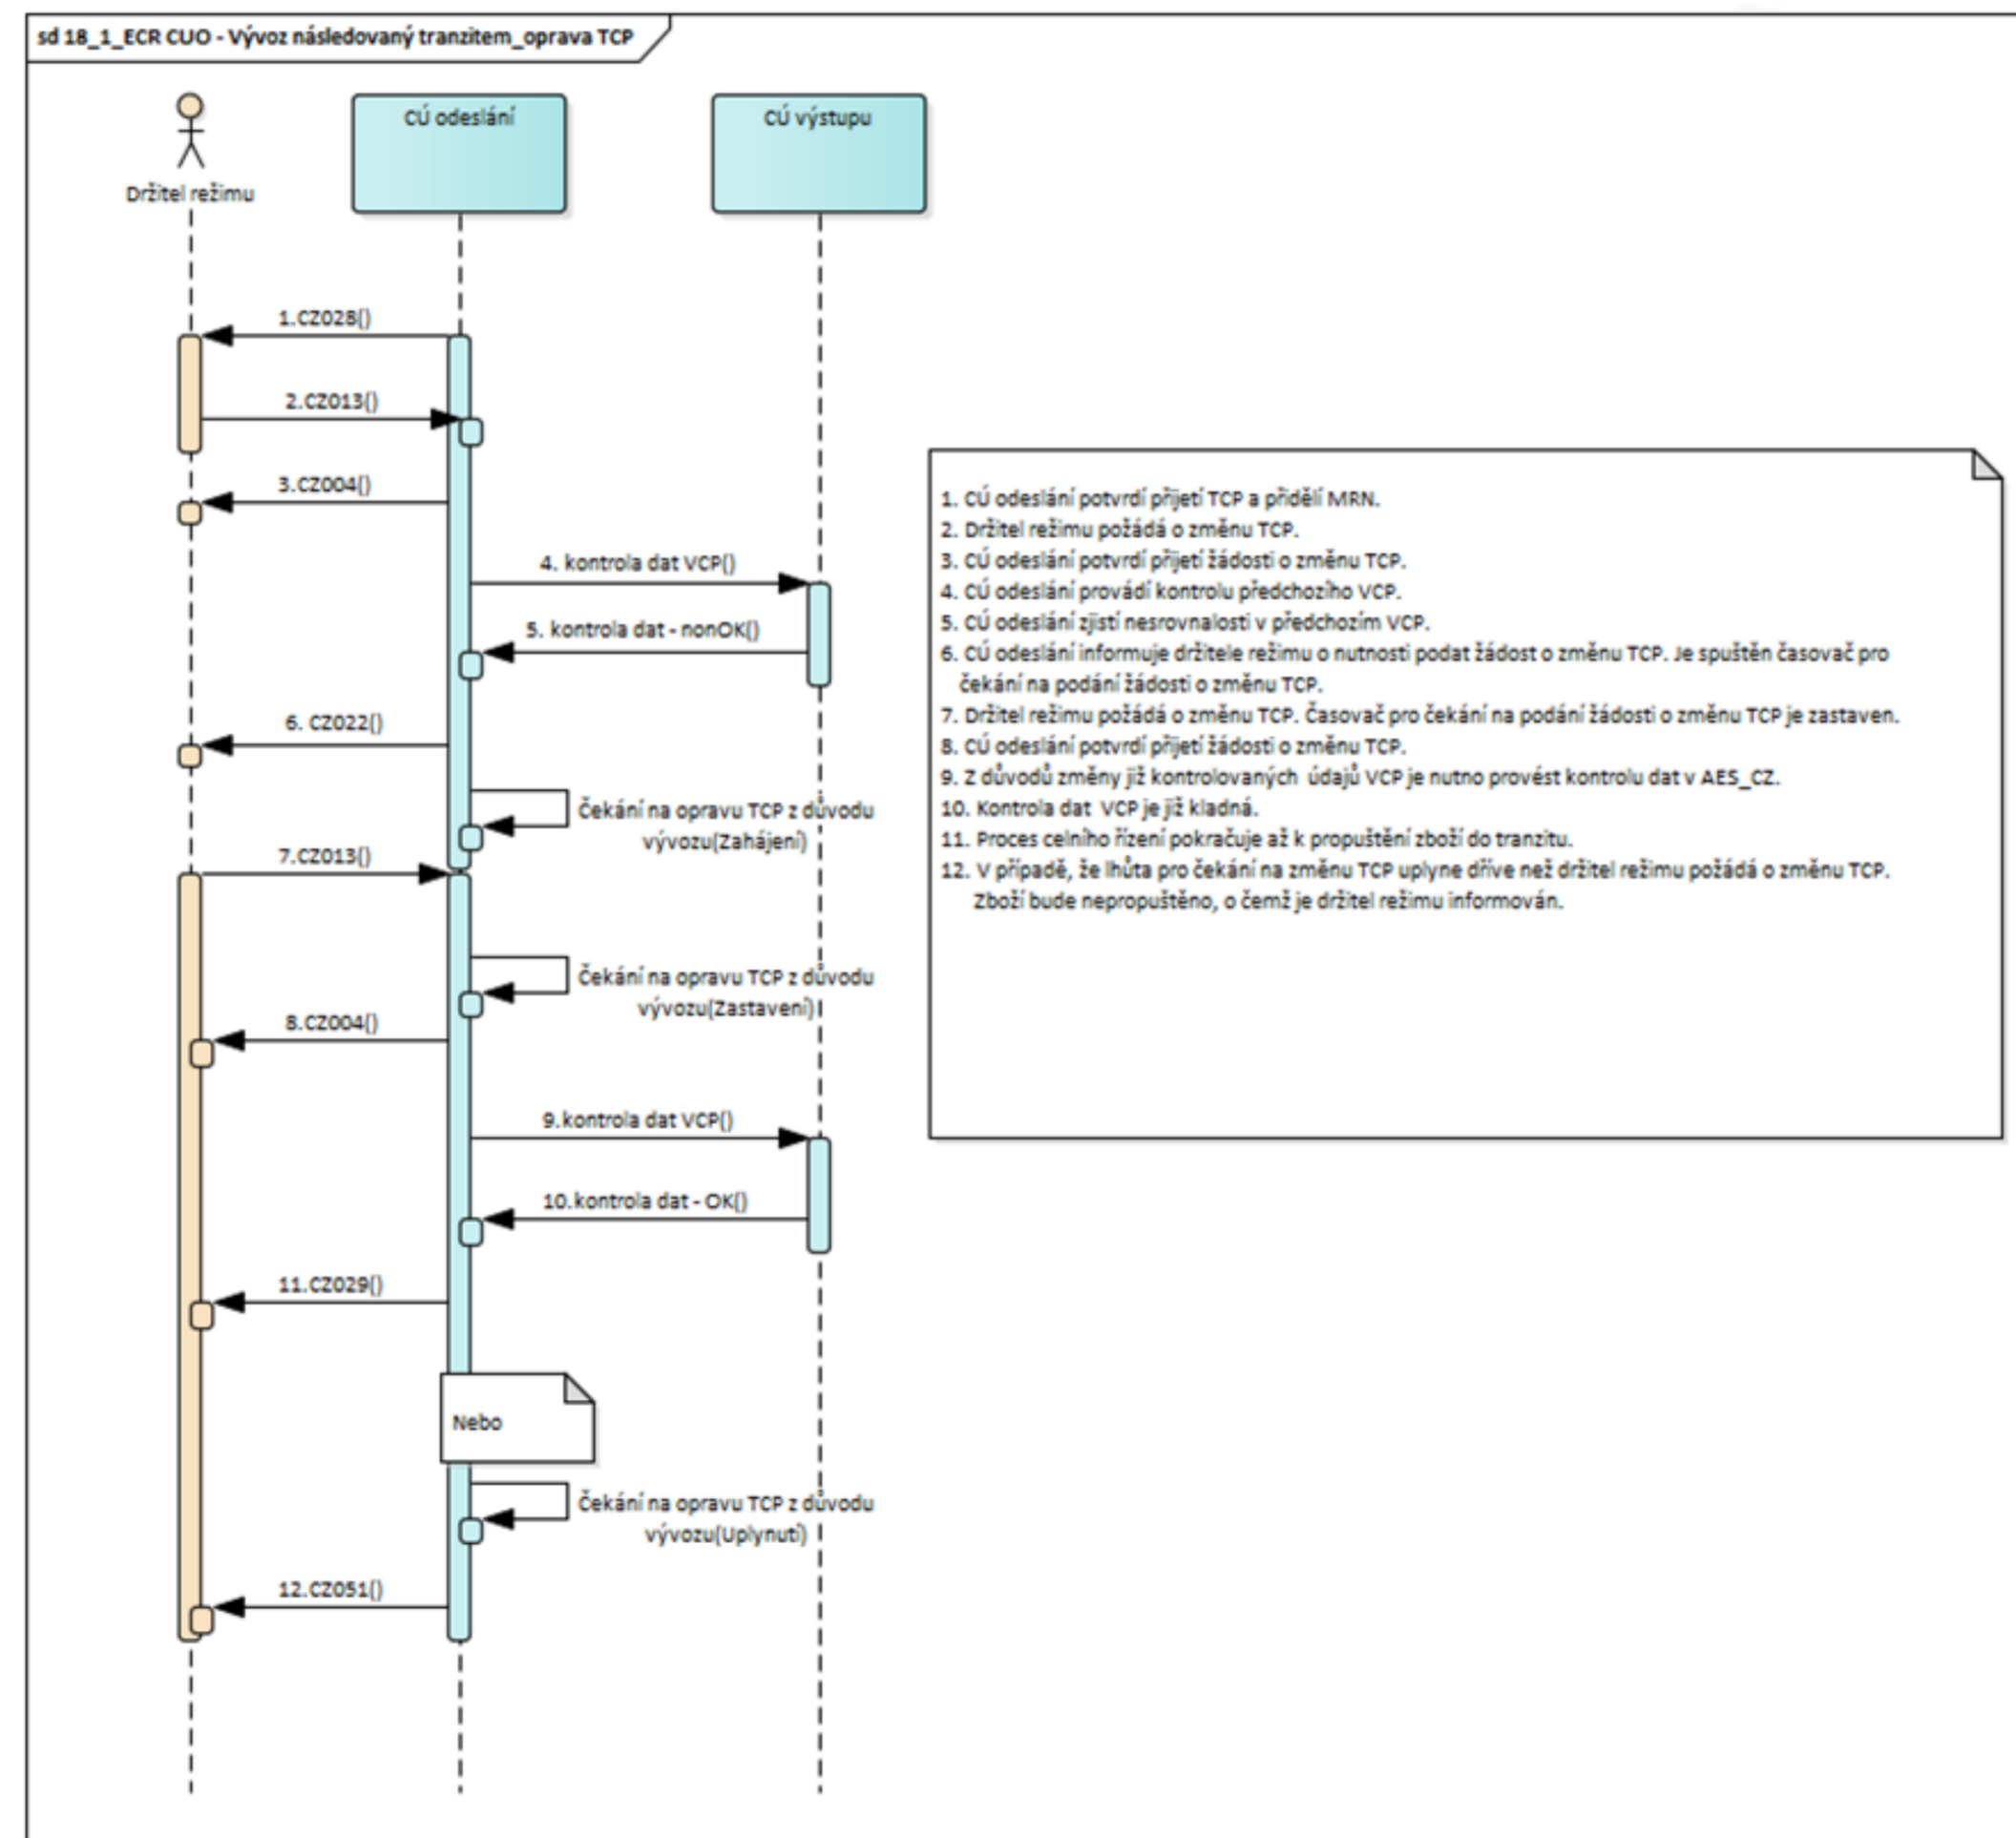 sd 18_1_ECR CUO - Vývoz následovaný tranzitem_oprava TCP
CÚ odeslání
CÚ výstupu
Držitel režimu
1.CZ028()
2.CZ013()
3.CZ004()
4. kontrola dat VCP()
5. kontrola dat - nonOK()
6. CZ022()
Čekání na opravu TCP z důvodu
vývozu(Zahájení)
7.CZ013()
Čekání na opravu TCP z důvodu
vývozu(Zastavení)
8.CZ004()
9.kontrola dat VCP()
10.kontrola dat - OK()
11.CZ029()
Nebo
Čekání na opravu TCP z důvodu
vývozu(Uplynutí)
12.CZ051()
1. CÚ odeslání potvrdí přijetí TCP a přidělí MRN.
2. Držitel režimu požádá o změnu TCP.
3. CÚ odeslání potvrdí přijetí žádosti o změnu TCP.
4. CÚ odeslání provádí kontrolu předchozího VCP.
5. CÚ odeslání zjistí nesrovnalosti v předchozím VCP.
6. CÚ odeslání informuje držitele režimu o nutnosti podat žádost o změnu TCP. Je spuštěn časovač pro
čekání na podání žádosti o změnu TCP.
7. Držitel režimu požádá o změnu TCP. Časovač pro čekání na podání žádosti o změnu TCP je zastaven.
8. CÚ odeslání potvrdí přijetí žádosti o změnu TCP.
9. Z důvodů změny již kontrolovaných údajů VCP je nutno provést kontrolu dat v AES_CZ.
10. Kontrola dat VCP je již kladná.
11. Proces celního řízení pokračuje až k propuštění zboží do tranzitu.
12. V případě, že lhůta pro čekání na změnu TCP uplyne dříve než držitel režimu požádá o změnu TCP.
Zboží bude nepropuštěno, o čemž je držitel režimu informován.